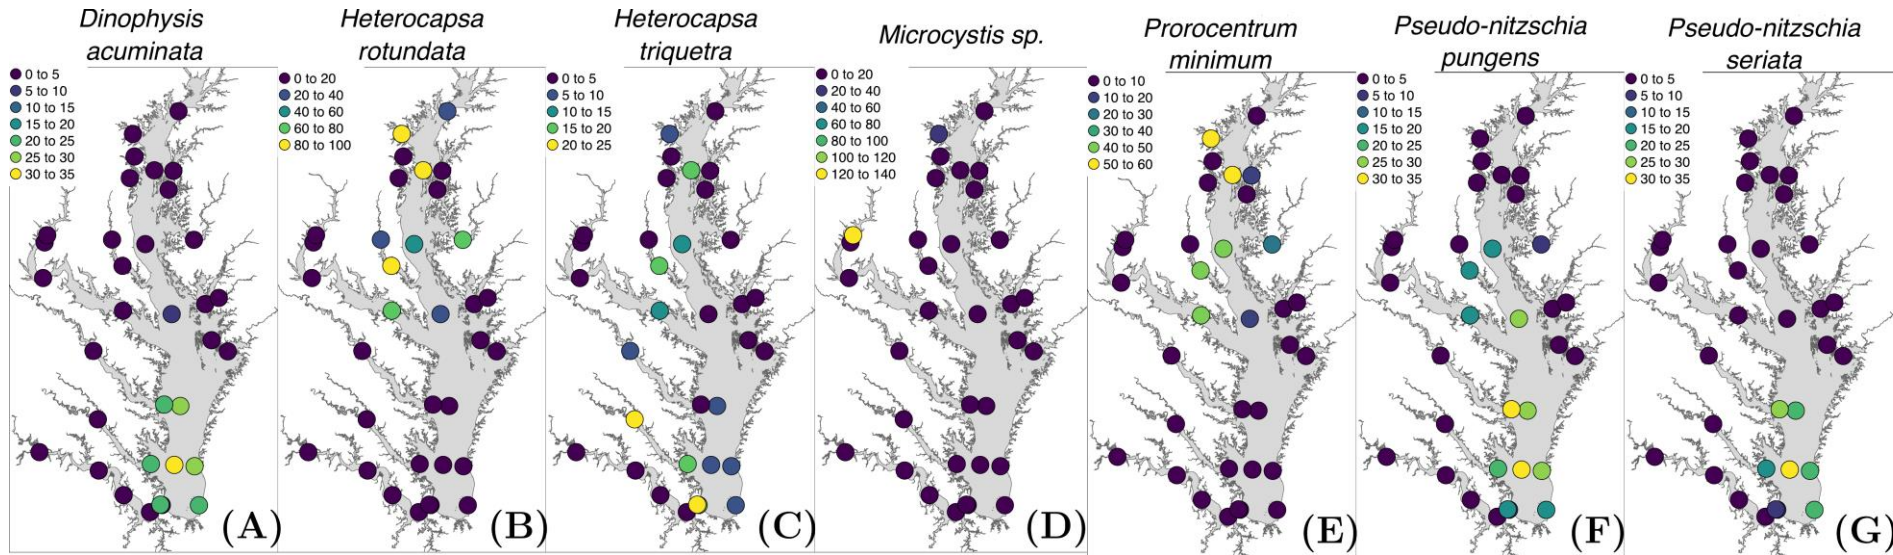 Dinophysis
acuminata
0 to 5
5 to 10
10 to 15
15 to 20
20 to 25
25 to 30
30 to 35
(A)
Heterocapsa
rotundata
0 to 20
20 to 40
40 to 60
60 to 80
80 to 100
(B)
Heterocapsa
triquetra
0 to 5
5 to 10
10 to 15
15 to 20
20 to 25
(C)
Microcystis sp.
0 to 20
20 to 40
40 to 60
60 to 80
80 to 100
100 to 120
120 to 140
(D)
Prorocentrum
minimum
0 to 10
10 to 20
20 to 30
30 to 40
40 to 50
50 to 60
(E)
Pseudo-nitzschia
pungens
0 to 5
5 to 10
10 to 15
15 to 20
20 to 25
25 to 30
30 to 35
(F)
Pseudo-nitzschia
seriata
0 to 5
5 to 10
10 to 15
15 to 20
20 to 25
25 to 30
30 to 35
(G)